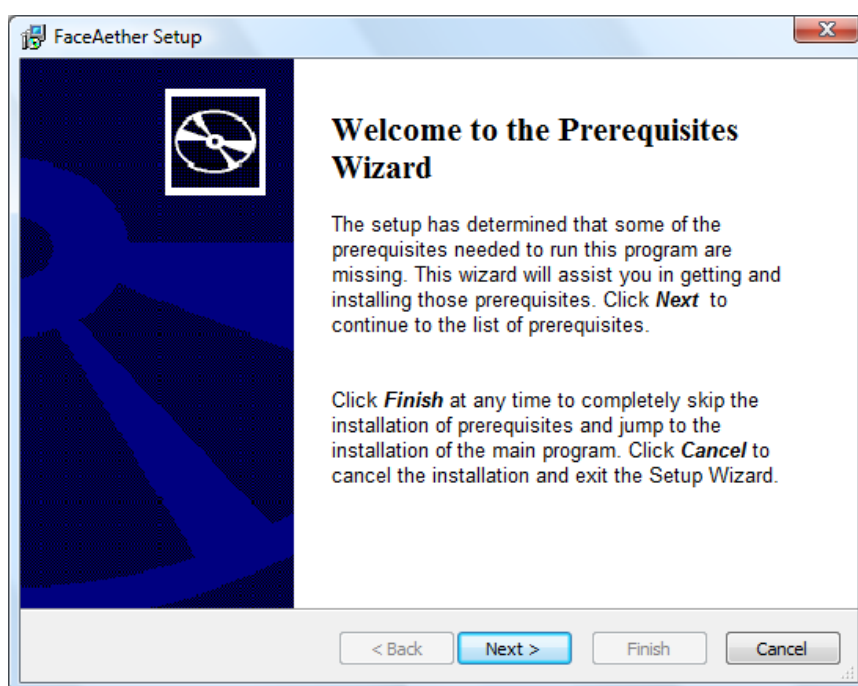 FaceAether Setup
Welcome to the Prerequisites
Wizard
The setup has determined that some of the
prerequisites needed to run this program are
missing. This wizard will assist you in getting and
installing those prerequisites. Click Next to
continue to the list of prerequisites.
Click Finish at any time to completely skip the
installation of prerequisites and jump to the
installation of the main program. Click Cancel to
cancel the installation and exit the Setup Wizard.
< Back Next > Finish Cancel